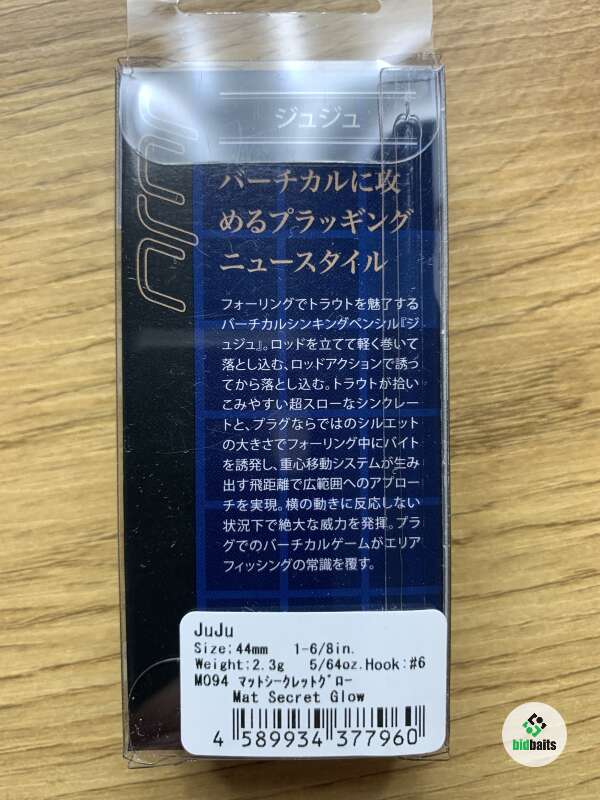 JUJU
ジュジュ
バーチカルに攻
めるプラッギング
ニュースタイル
フォーリングでトラウトを魅了する
バーチカルシンキングペンシル『ジ
ュジュ』。ロッドを立てて軽く巻いて
落とし込む、ロッドアクションで誘っ
てから落とし込む。トラウトが拾い
こみやすい超スローなシンクレー
トと、プラグならではのシルエット
の大きさでフォーリング中にバイト
を誘発し、重心移動システムが生み
出す飛距離で広範囲へのアプロー
チを実現。横の動きに反応しない
状況下で絶大な威力を発揮。プラ
グでのバーチカルゲームがエリア
フィッシングの常識を覆す。
JuJu
Size:44mm 1-6/8in.
Weight:2.3g 5/64oz.Hook:#6
M094 ﾏｯﾄｼｰｸﾚｯﾄｸﾞﾛｰ
Mat Secret Glow
4 589934 377960
bidbaits